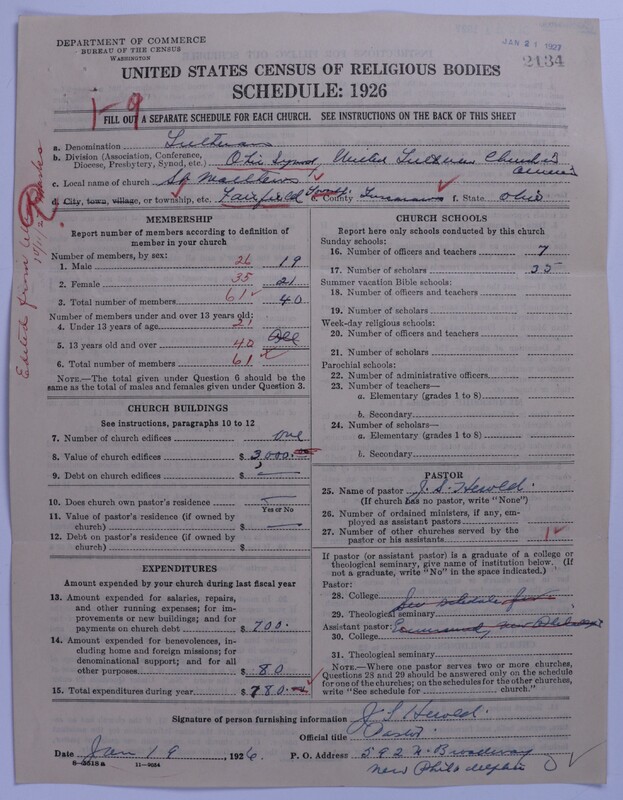 JAN 21 1927
2134
DEPARTMENT OF COMMERCE
BUREAU OF THE CENSUS
WASHINGTON
UNITED STATES CENSUS OF RELIGIOUS BODIES
SCHEDULE: 1926
1-9
FILL OUT A SEPARATE SCHEDULE FOR EACH CHURCH. SEE INSTRUCTIONS ON THE BACK OF THIS SHEET
a. Denomination Lutheran
b. Division (Association, Conference, Diocese, Presbytery, Synod, etc.) Ohio Synod, United Lutheran Church in America
c. Local name of church St Matthew
d. City, town, village, or township, etc. Fairfield Township e. County Tuscarawas f. State Ohio
Edited from
MEMBERSHIP
Report number of members according to definition of member in your church
Number of members, by sex:
1. Male 26 19
2. Female 35 21
3. Total number of members 61 40
Number of members under and over 13 years old:
4. Under 13 years of age 21
5. 13 years old and over 40 All
6. Total number of members 61
NOTE.—The total given under Question 6 should be the same as the total of males and females given under Question 3.
CHURCH BUILDINGS
See instructions, paragraphs 10 to 12
7. Number of church edifices one
8. Value of church edifices $ 3,000.
9. Debt on church edifices $ —
10. Does church own pastor's residence —
Yes or No
11. Value of pastor's residence (if owned by church) $ —
12. Debt on pastor's residence (if owned by church) $
EXPENDITURES
Amount expended by your church during last fiscal year
13. Amount expended for salaries, repairs, and other running expenses; for improvements or new buildings; and for payments on church debt $ 700.
14. Amount expended for benevolences, including home and foreign missions; for denominational support; and for all other purposes $ 80
15. Total expenditures during year $ 780.
CHURCH SCHOOLS
Report here only schools conducted by this church
Sunday schools:
16. Number of officers and teachers 7
17. Number of scholars 35
Summer vacation Bible schools:
18. Number of officers and teachers
19. Number of scholars
Week-day religious schools:
20. Number of officers and teachers
21. Number of scholars
Parochial schools:
22. Number of administrative officers
23. Number of teachers—
a. Elementary (grades 1 to 8)
b. Secondary
24. Number of scholars—
a. Elementary (grades 1 to 8)
b. Secondary
PASTOR
25. Name of pastor J. S. Herold.
(If church has no pastor, write "None")
26. Number of ordained ministers, if any, employed as assistant pastors
27. Number of other churches served by the pastor or his assistants 1
If pastor (or assistant pastor) is a graduate of a college or theological seminary, give name of institution below. (If not a graduate, write "No" in the space indicated.)
Pastor:
28. College
29. Theological seminary See schedule for
Assistant pastor: Emmanuel, New Philadelphia
30. College
31. Theological seminary
NOTE.—Where one pastor serves two or more churches, Questions 28 and 29 should be answered only on the schedule for one of the churches; on the schedules for the other churches, write "See schedule for ______ church."
Signature of person furnishing information J. S. Herold.
Official title Pastor.
Date Jan 19 1926.
P. O. Address 592 N. Broadway
New Philadelphia
8-3518a 11-9054